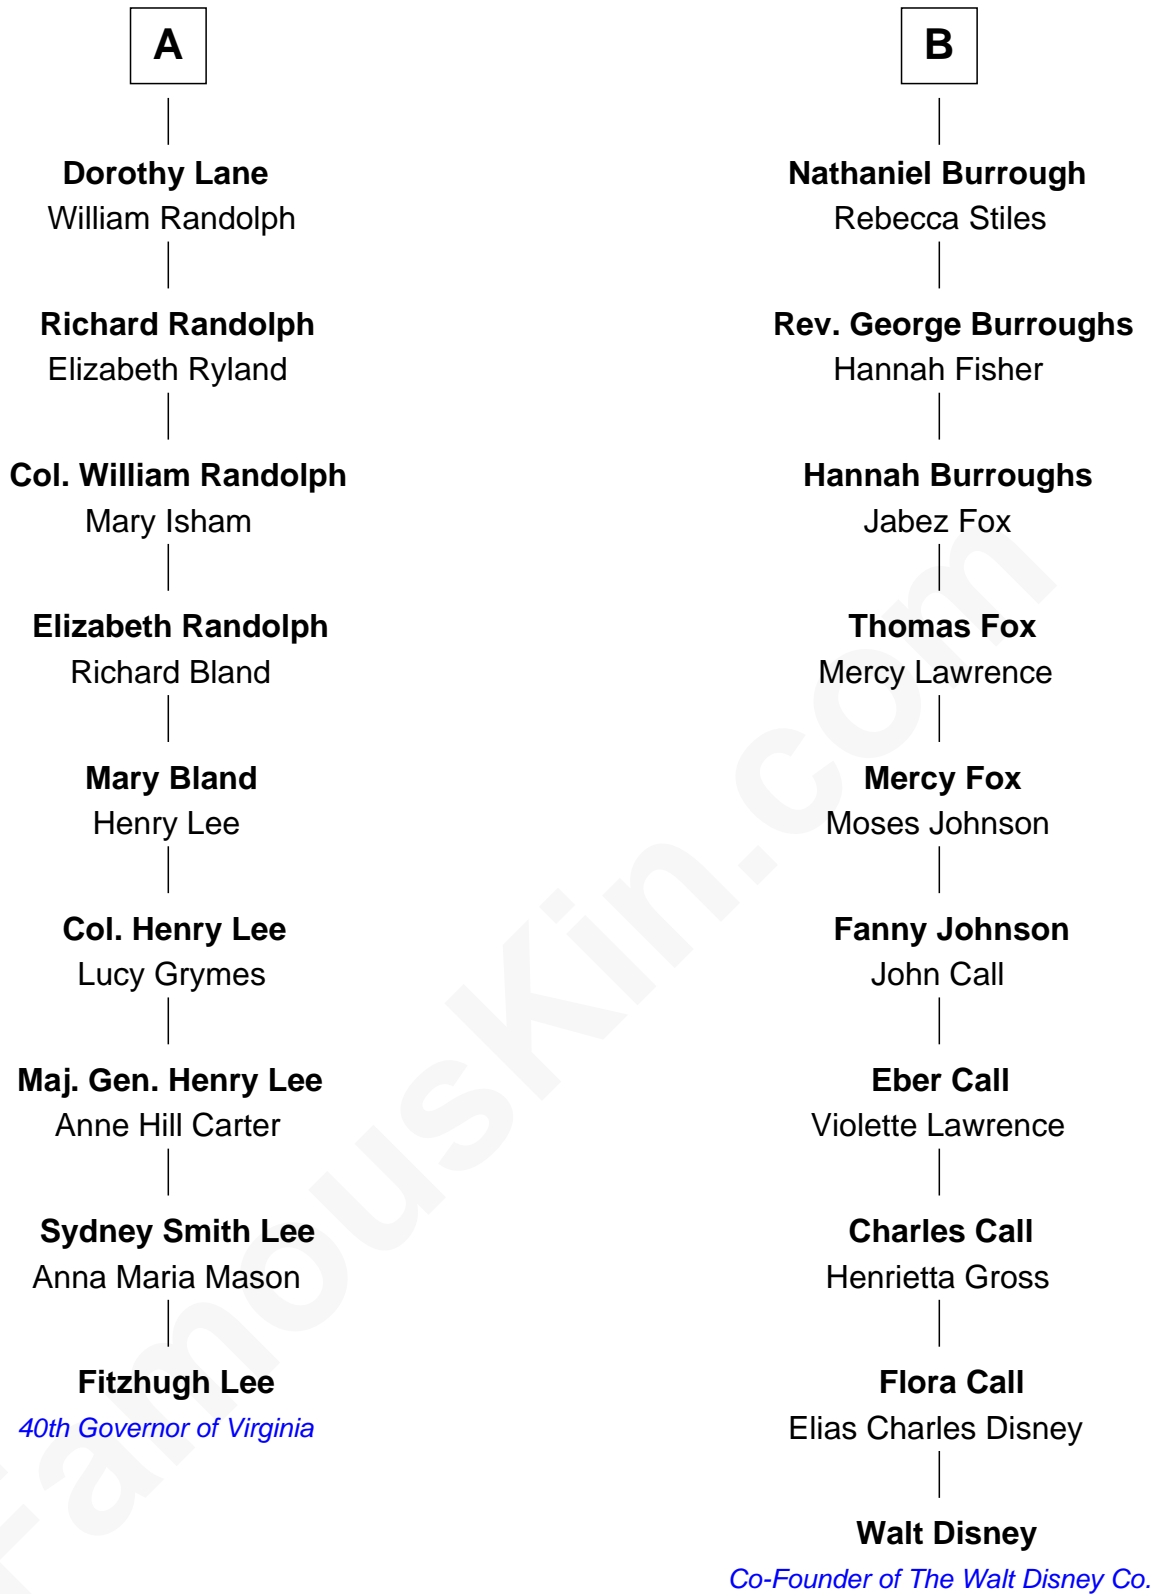 A
Dorothy Lane
William Randolph
Richard Randolph
Elizabeth Ryland
Col. William Randolph
Mary Isham
Elizabeth Randolph
Richard Bland
Mary Bland
Henry Lee
Col. Henry Lee
Lucy Grymes
Maj. Gen. Henry Lee
Anne Hill Carter
Sydney Smith Lee
Anna Maria Mason
Fitzhugh Lee
40th Governor of Virginia
B
Nathaniel Burrough
Rebecca Stiles
Rev. George Burroughs
Hannah Fisher
Hannah Burroughs
Jabez Fox
Thomas Fox
Mercy Lawrence
Mercy Fox
Moses Johnson
Fanny Johnson
John Call
Eber Call
Violette Lawrence
Charles Call
Henrietta Gross
Flora Call
Elias Charles Disney
Walt Disney
Co-Founder of The Walt Disney Co.
FamousKin.com